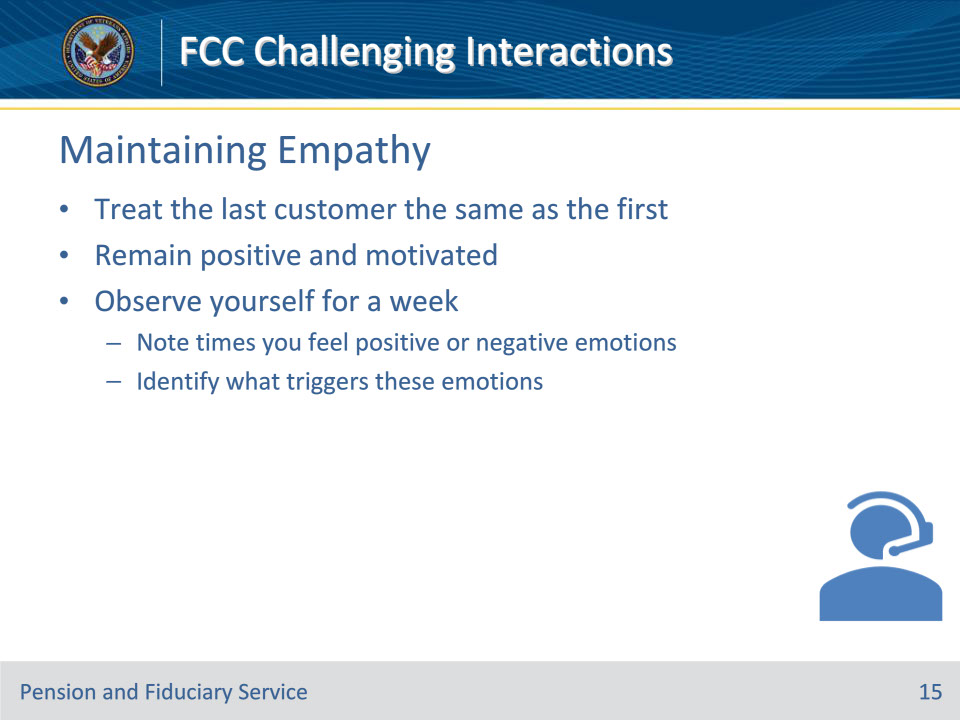 FCC Challenging Interactions
Maintaining Empathy
• Treat the last customer the same as the first
• Remain positive and motivated
• Observe yourself for a week
– Note times you feel positive or negative emotions
– Identify what triggers these emotions
Pension and Fiduciary Service
15